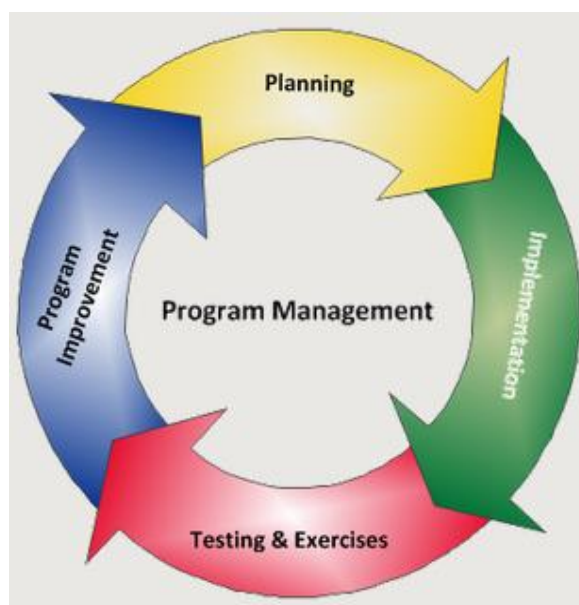 Planning
Implementation
Program Management
Program
Improvement
Testing & Exercises